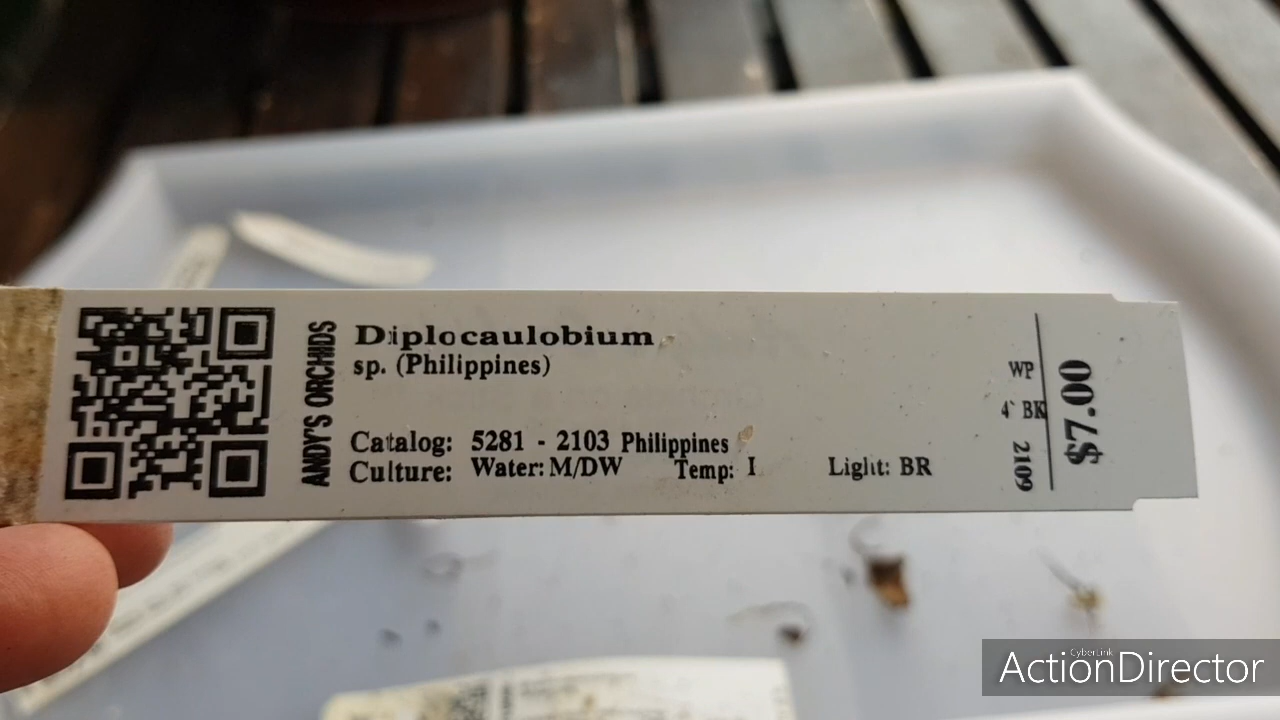 ANDY'S ORCHIDS
Diplocaulobium
sp. (Philippines)
Catalog: 5281 - 2103 Philippines
Culture: Water: M/DW Temp: I Light: BR
WP
4` BK
2109
$7.00
CyberLink
ActionDirector